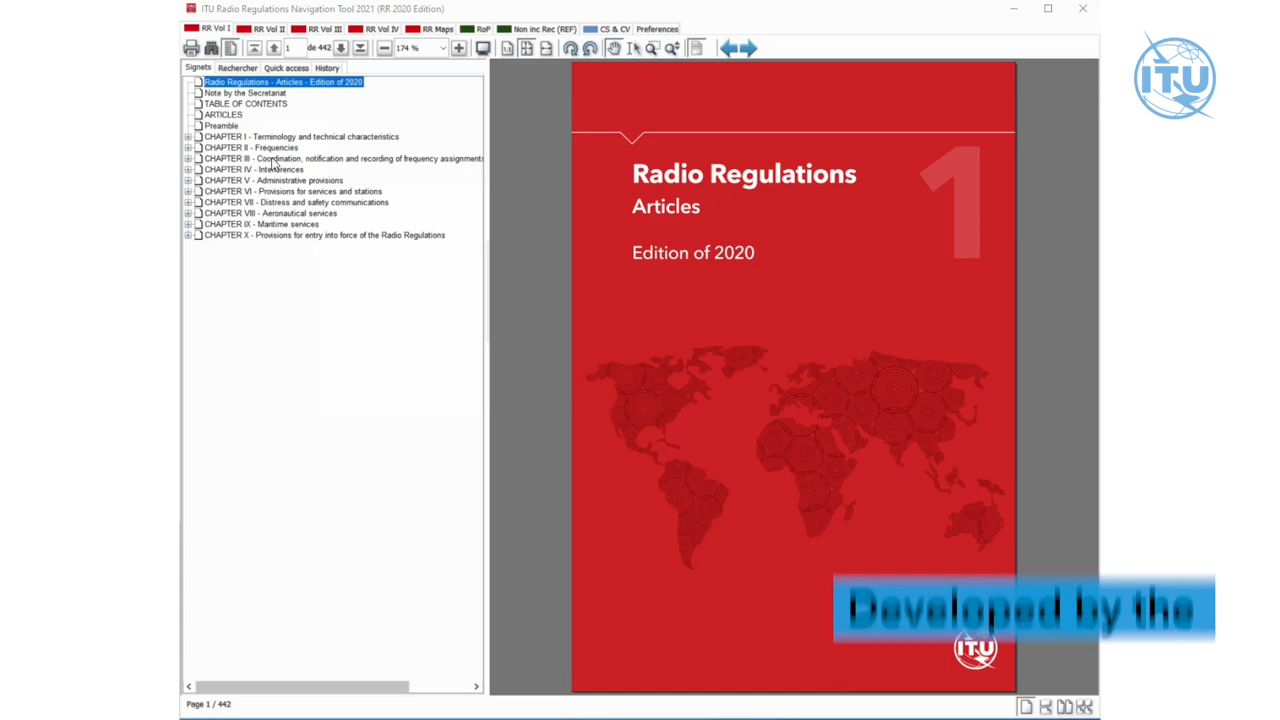 ITU Radio Regulations Navigation Tool 2021 (RR 2020 Edition)
RR Vol I
RR Vol II
RR Vol III
RR Vol IV
RR Maps
RoP
Non Inc Rec (REF)
CS & CV
Preferences
1
de 442
174 %
1:1
Signets
Rechercher
Quick access
History
Radio Regulations - Articles - Edition of 2020
Note by the Secretariat
TABLE OF CONTENTS
ARTICLES
Preamble
CHAPTER I - Terminology and technical characteristics
CHAPTER II - Frequencies
CHAPTER III - Coordination, notification and recording of frequency assignments
CHAPTER IV - Interferences
CHAPTER V - Administrative provisions
CHAPTER VI - Provisions for services and stations
CHAPTER VII - Distress and safety communications
CHAPTER VIII - Aeronautical services
CHAPTER IX - Maritime services
CHAPTER X - Provisions for entry into force of the Radio Regulations
Radio Regulations
Articles
Edition of 2020
1
ITU
Developed by the
ITU
Page 1 / 442